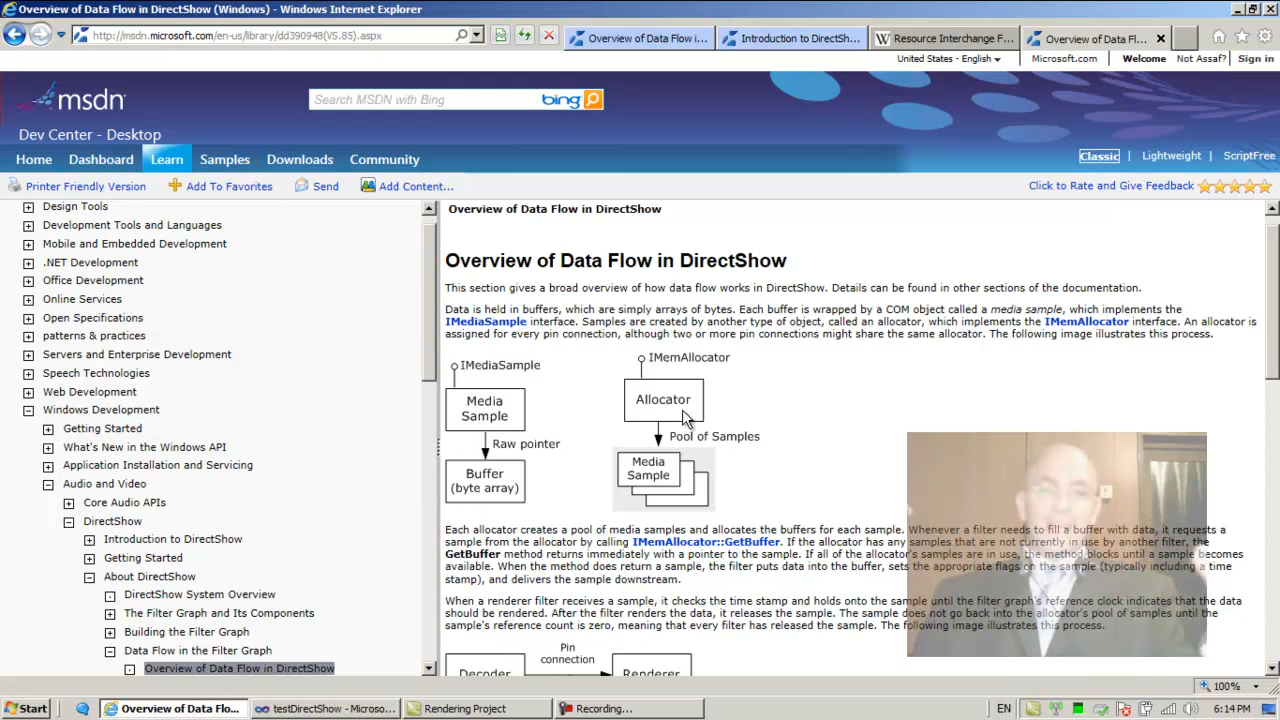 Overview of Data Flow in DirectShow (Windows) - Windows Internet Explorer
http://msdn.microsoft.com/en-us/library/dd390948(VS.85).aspx
Overview of Data Flow i...
Introduction to DirectSh...
Resource Interchange F...
Overview of Data Fl...
United States - English
Microsoft.com
Welcome
Not Assaf?
Sign in
msdn
Search MSDN with Bing
bing
Dev Center - Desktop
Home
Dashboard
Learn
Samples
Downloads
Community
Classic
| Lightweight
| ScriptFree
Printer Friendly Version
Add To Favorites
Send
Add Content...
Click to Rate and Give Feedback
Design Tools
Development Tools and Languages
Mobile and Embedded Development
.NET Development
Office Development
Online Services
Open Specifications
patterns & practices
Servers and Enterprise Development
Speech Technologies
Web Development
Windows Development
Getting Started
What's New in the Windows API
Application Installation and Servicing
Audio and Video
Core Audio APIs
DirectShow
Introduction to DirectShow
Getting Started
About DirectShow
DirectShow System Overview
The Filter Graph and Its Components
Building the Filter Graph
Data Flow in the Filter Graph
Overview of Data Flow in DirectShow
Overview of Data Flow in DirectShow
Overview of Data Flow in DirectShow
This section gives a broad overview of how data flow works in DirectShow. Details can be found in other sections of the documentation.
Data is held in buffers, which are simply arrays of bytes. Each buffer is wrapped by a COM object called a media sample, which implements the
IMediaSample interface. Samples are created by another type of object, called an allocator, which implements the IMemAllocator interface. An allocator is
assigned for every pin connection, although two or more pin connections might share the same allocator. The following image illustrates this process.
IMediaSample
Media
Sample
Raw pointer
Buffer
(byte array)
IMemAllocator
Allocator
Pool of Samples
Media
Sample
Each allocator creates a pool of media samples and allocates the buffers for each sample. Whenever a filter needs to fill a buffer with data, it requests a
sample from the allocator by calling IMemAllocator::GetBuffer. If the allocator has any samples that are not currently in use by another filter, the
GetBuffer method returns immediately with a pointer to the sample. If all of the allocator's samples are in use, the method blocks until a sample becomes
available. When the method does return a sample, the filter puts data into the buffer, sets the appropriate flags on the sample (typically including a time
stamp), and delivers the sample downstream.
When a renderer filter receives a sample, it checks the time stamp and holds onto the sample until the filter graph's reference clock indicates that the data
should be rendered. After the filter renders the data, it releases the sample. The sample does not go back into the allocator's pool of samples until the
sample's reference count is zero, meaning that every filter has released the sample. The following image illustrates this process.
Pin
connection
Decoder
Renderer
100%
Start
Overview of Data Flo...
testDirectShow - Microso...
Rendering Project
Recording...
EN
6:14 PM